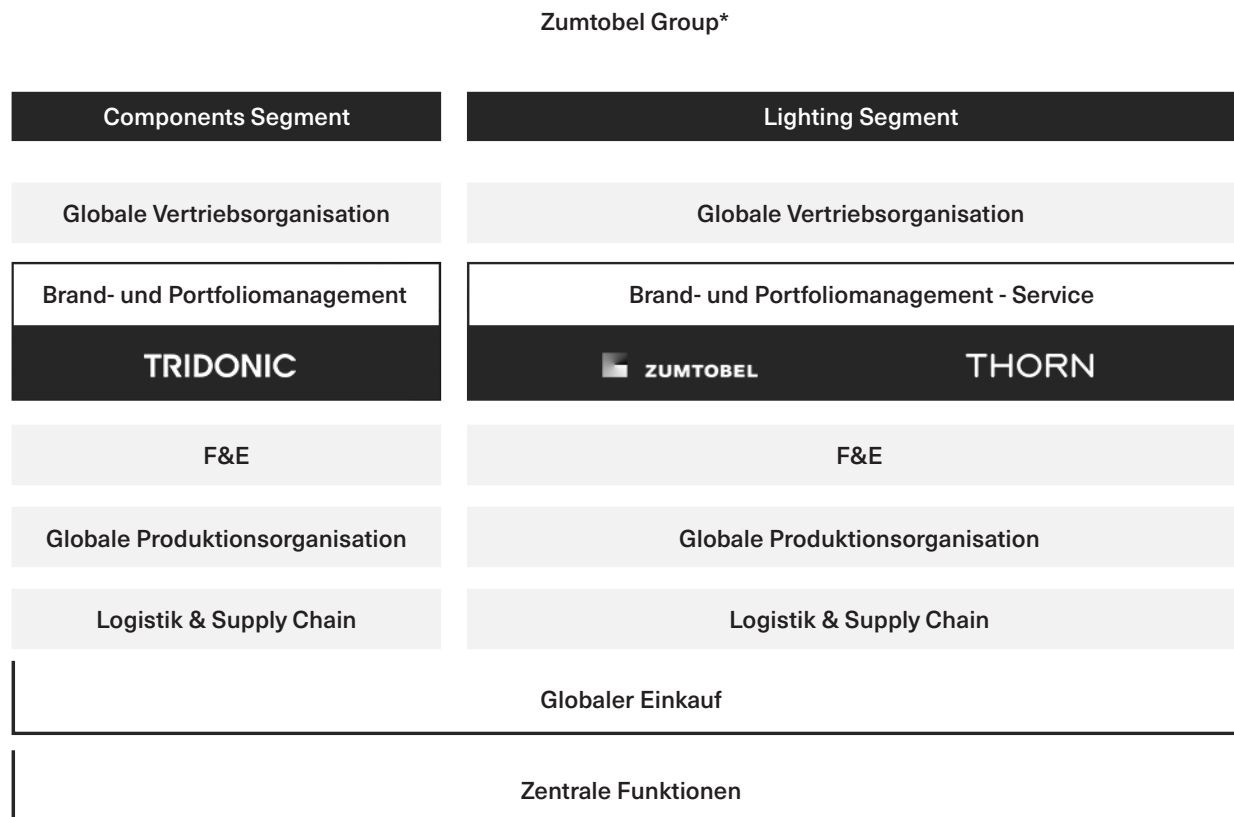 Zumtobel Group*
Components Segment
Lighting Segment
Globale Vertriebsorganisation
Globale Vertriebsorganisation
Brand- und Portfoliomanagement
Brand- und Portfoliomanagement - Service
TRIDONIC
ZUMTOBEL
THORN
F&E
F&E
Globale Produktionsorganisation
Globale Produktionsorganisation
Logistik & Supply Chain
Logistik & Supply Chain
Globaler Einkauf
Zentrale Funktionen